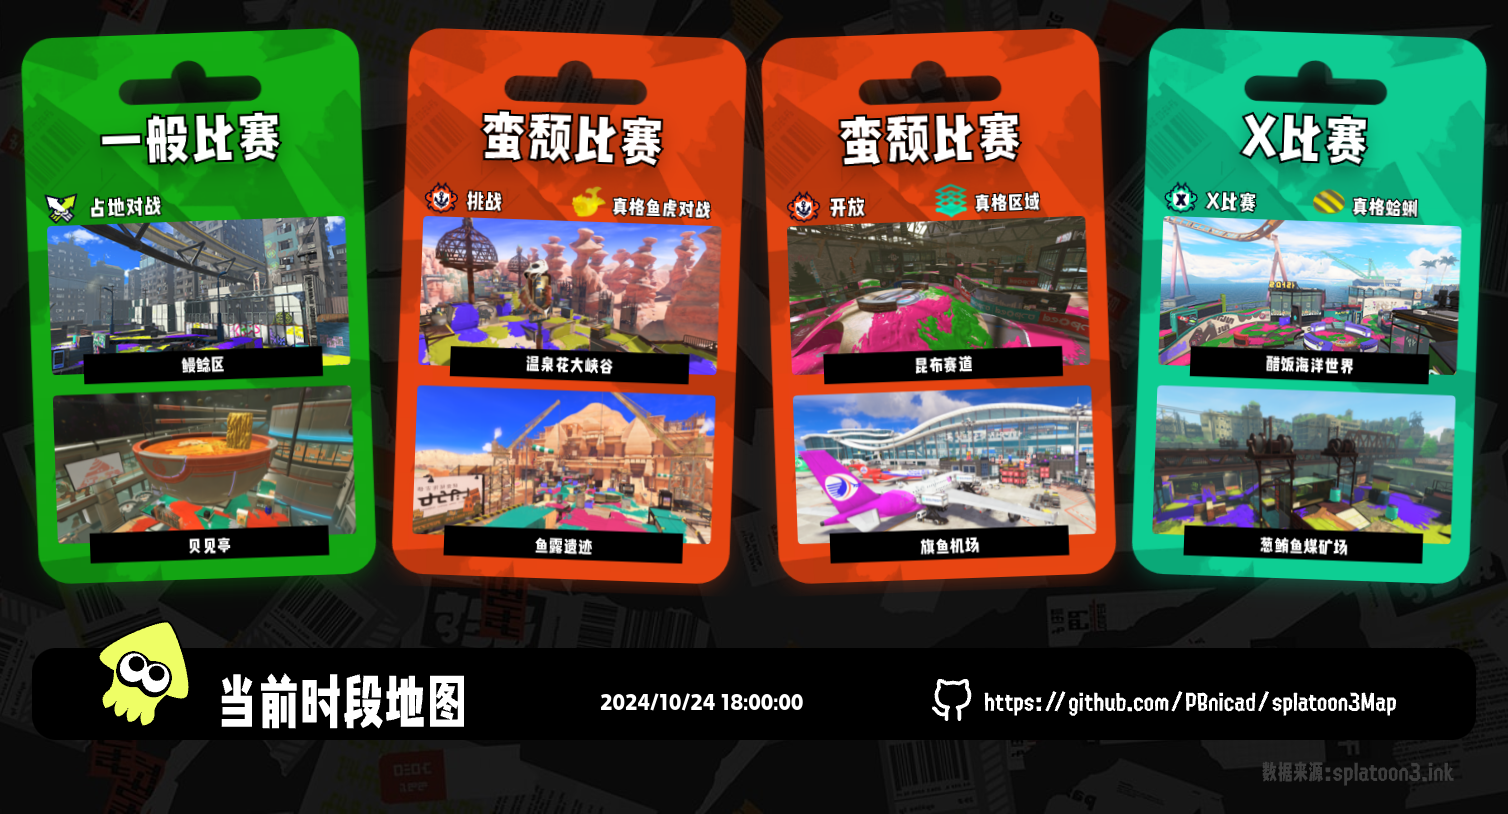 一般比赛
占地对战
鳗鲶区
贝见亭
蛮颓比赛
挑战
真格鱼虎对战
温泉花大峡谷
鱼露遗迹
蛮颓比赛
开放
真格区域
昆布赛道
旗鱼机场
X比赛
X比赛
真格蛤蜊
醋饭海洋世界
葱鲔鱼煤矿场
当前时段地图
2024/10/24 18:00:00
https://github.com/PBnicad/splatoon3Map
数据来源:splatoon3.ink